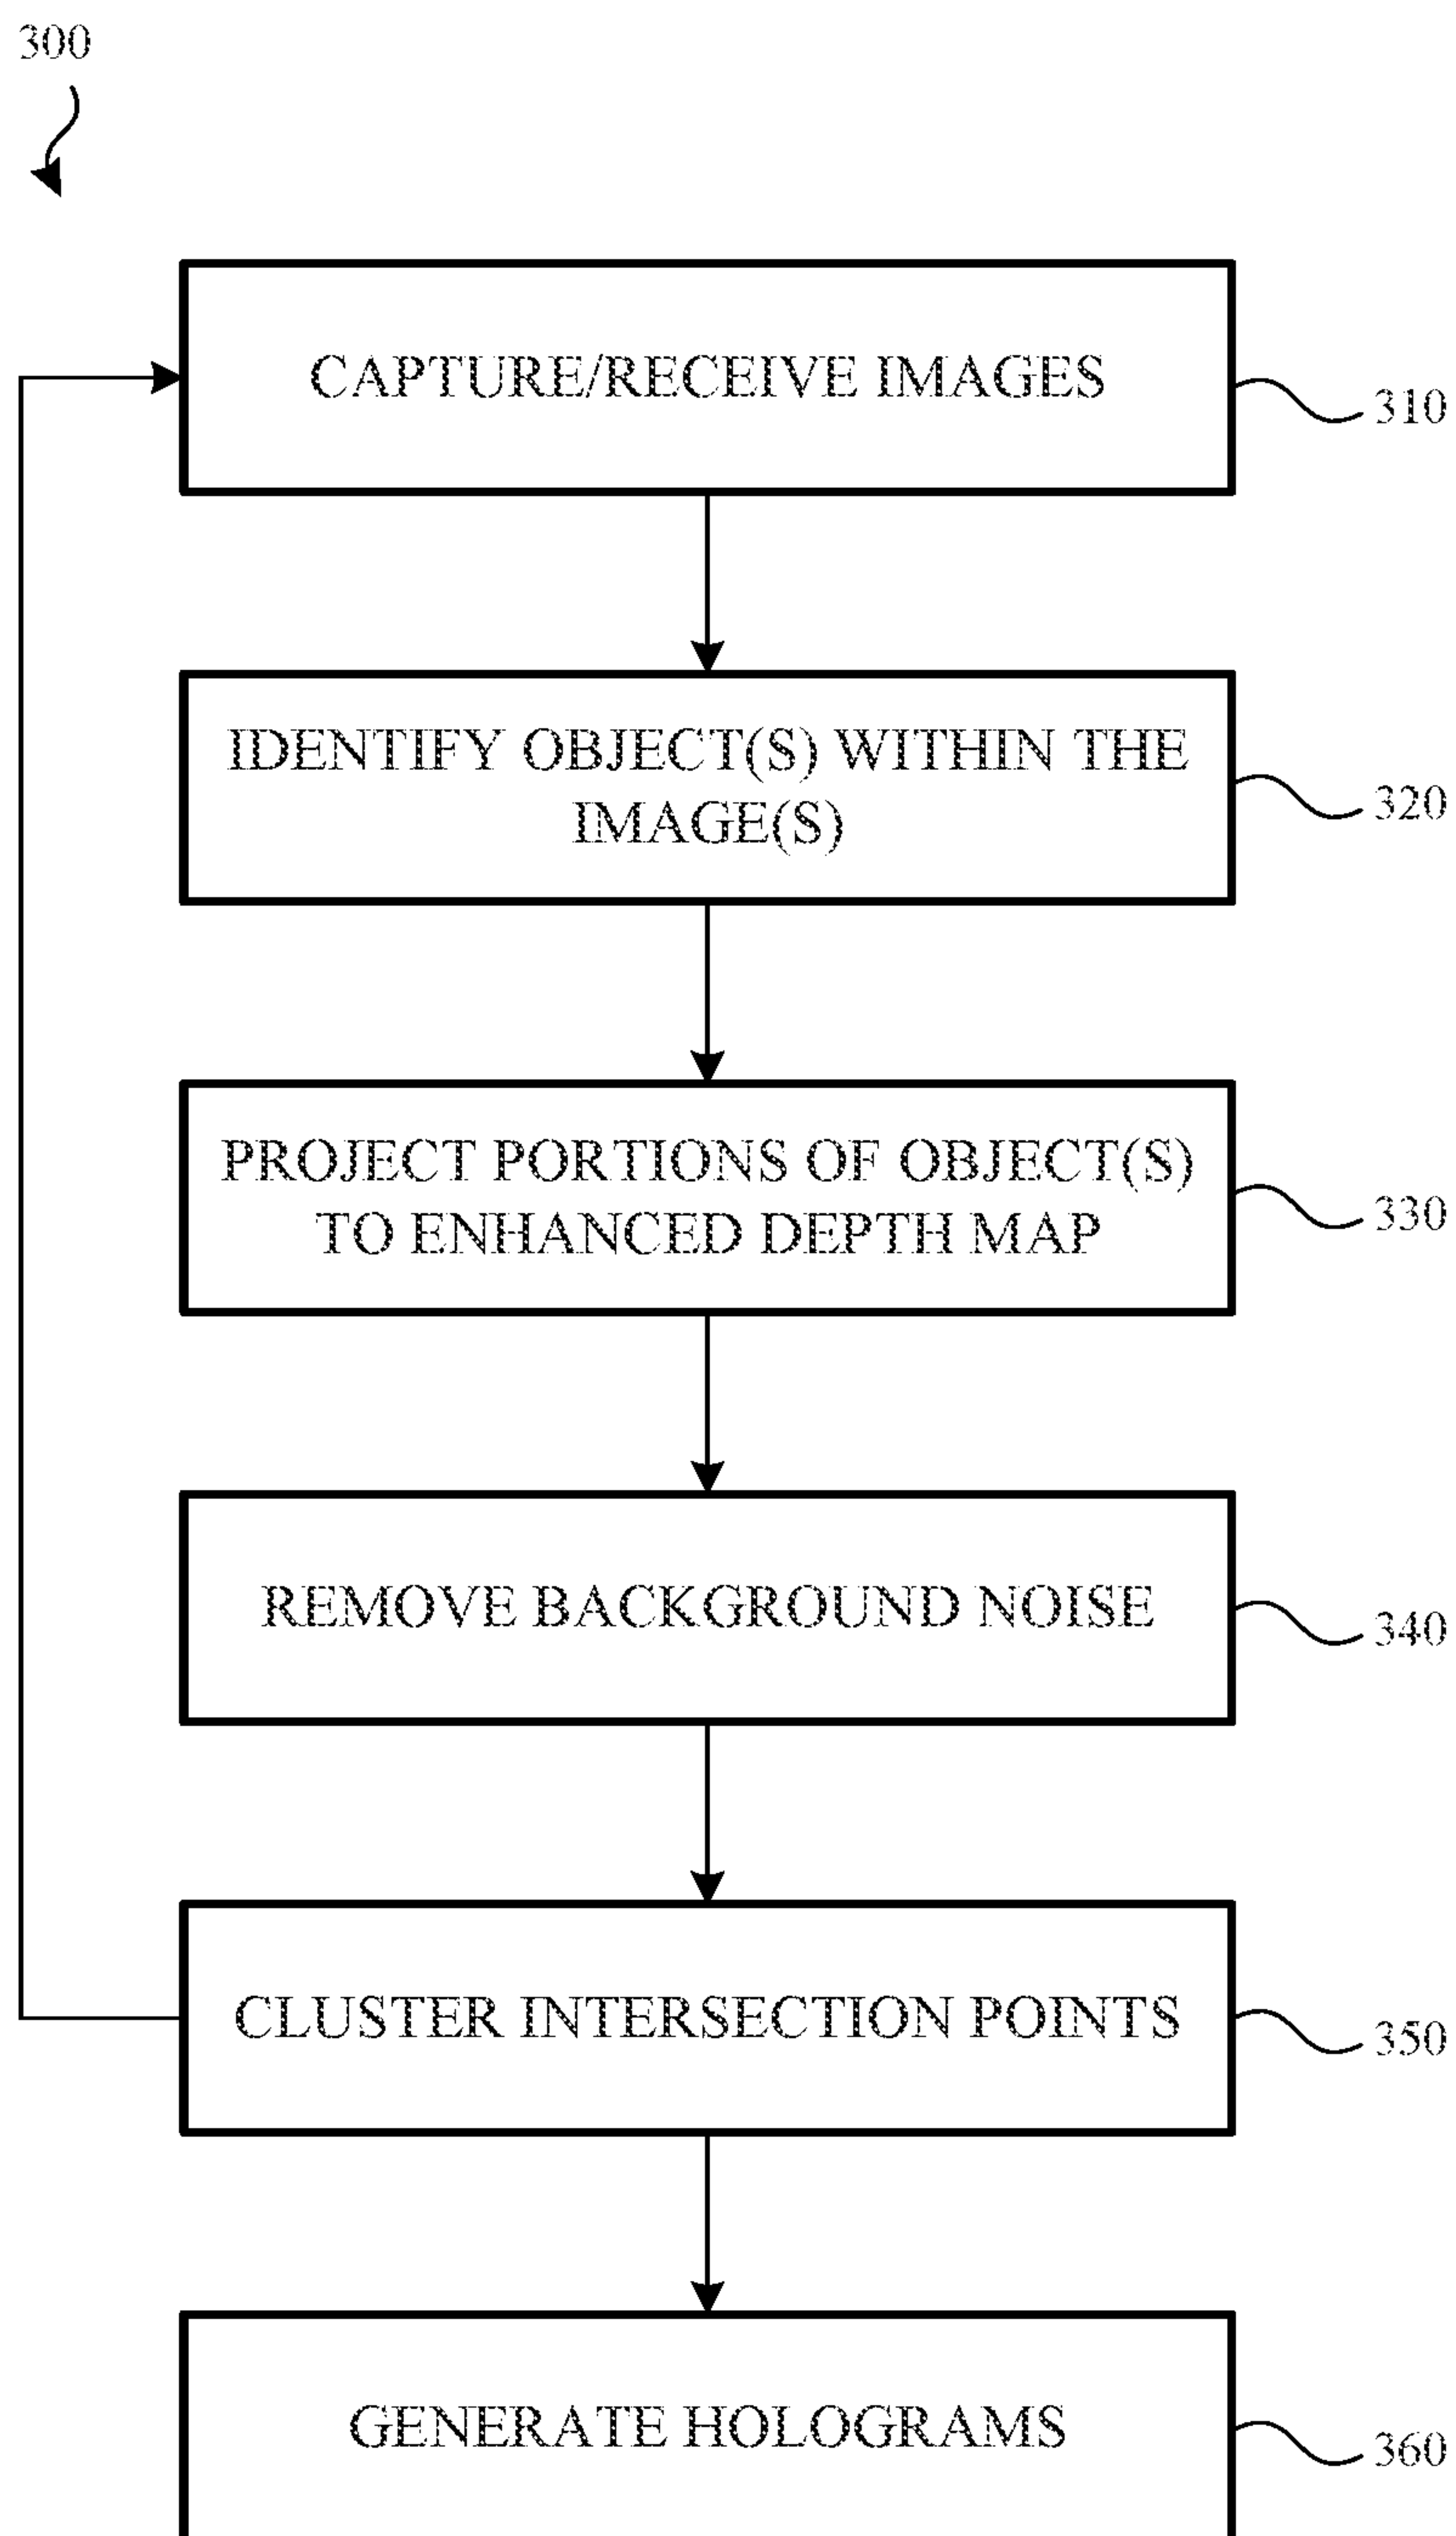 300
CAPTURE/RECEIVE IMAGES
310
IDENTIFY OBJECT(S) WITHIN THE
IMAGE(S)
320
PROJECT PORTIONS OF OBJECT(S)
TO ENHANCED DEPTH MAP
330
REMOVE BACKGROUND NOISE
340
CLUSTER INTERSECTION POINTS
350
GENERATE HOLOGRAMS
360